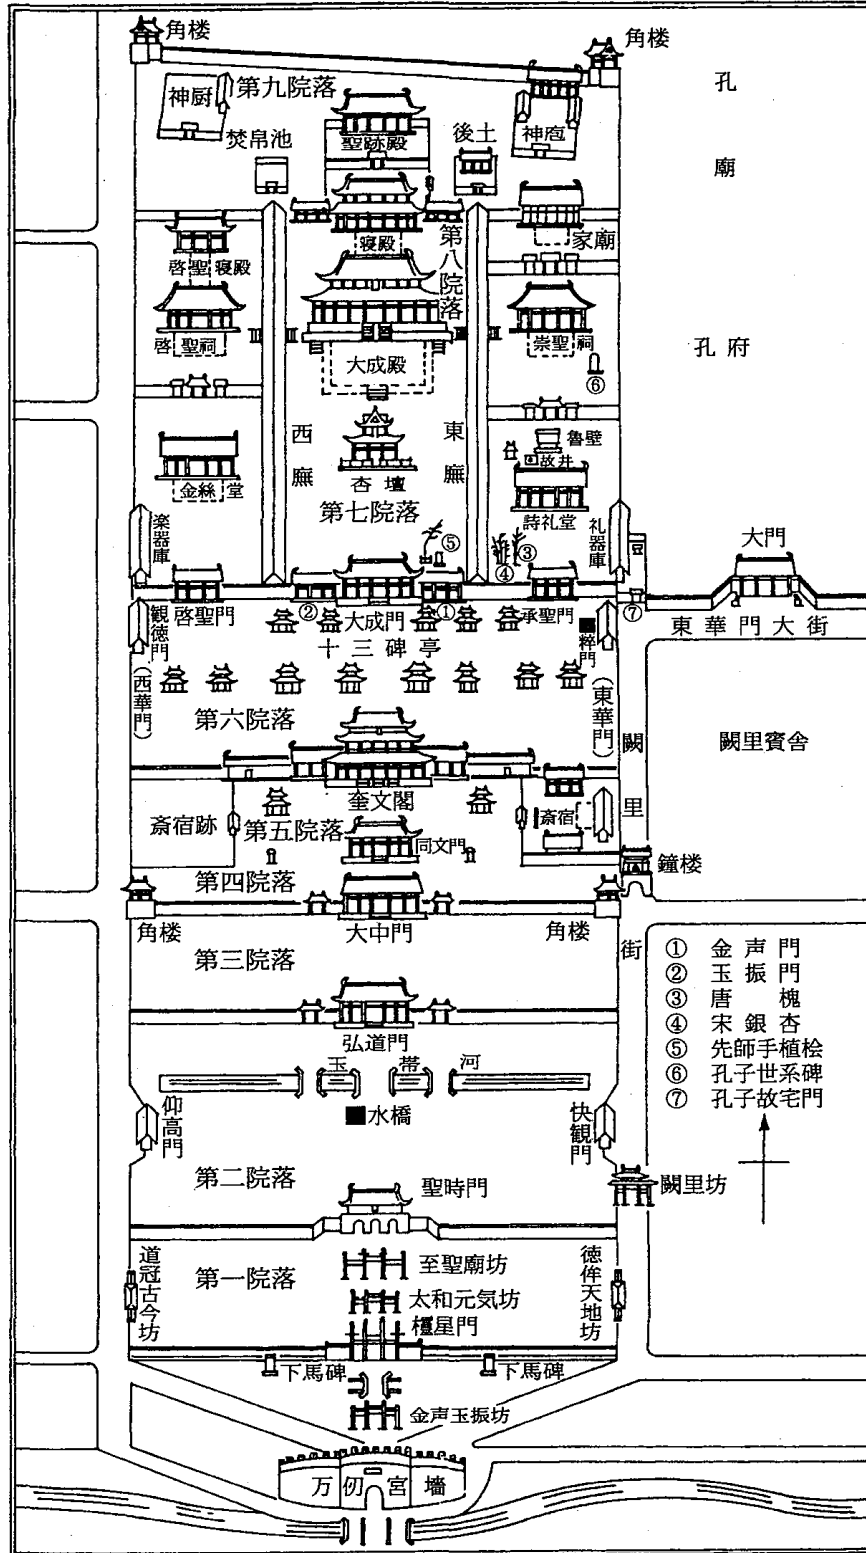 角楼
角楼
孔廟
神厨
第九院落
焚帛池
聖跡殿
後土
神庖
家廟
寝殿
第八院落
啓聖寝殿
啓聖祠
大成殿
崇聖祠
⑥
孔府
西廡
東廡
魯壁
故井
金絲堂
杏壇
詩礼堂
第七院落
楽器庫
礼器庫
⑤
③
④
大門
啓聖門
②
大成門
①
承聖門
⑦
東華門大街
観徳門
十三碑亭
■粹門
(西華門)
(東華門)
第六院落
闕里賓舎
奎文閣
斎宿跡
第五院落
斎宿
同文門
鐘楼
第四院落
角楼
大中門
角楼
闕里街
第三院落
弘道門
① 金声門
② 玉振門
③ 唐槐
④ 宋銀杏
⑤ 先師手植桧
⑥ 孔子世系碑
⑦ 孔子故宅門
玉帯河
■水橋
仰高門
快観門
第二院落
聖時門
闕里坊
道冠古今坊
第一院落
至聖廟坊
徳侔天地坊
太和元気坊
欞星門
下馬碑
下馬碑
金声玉振坊
万仞宮墻